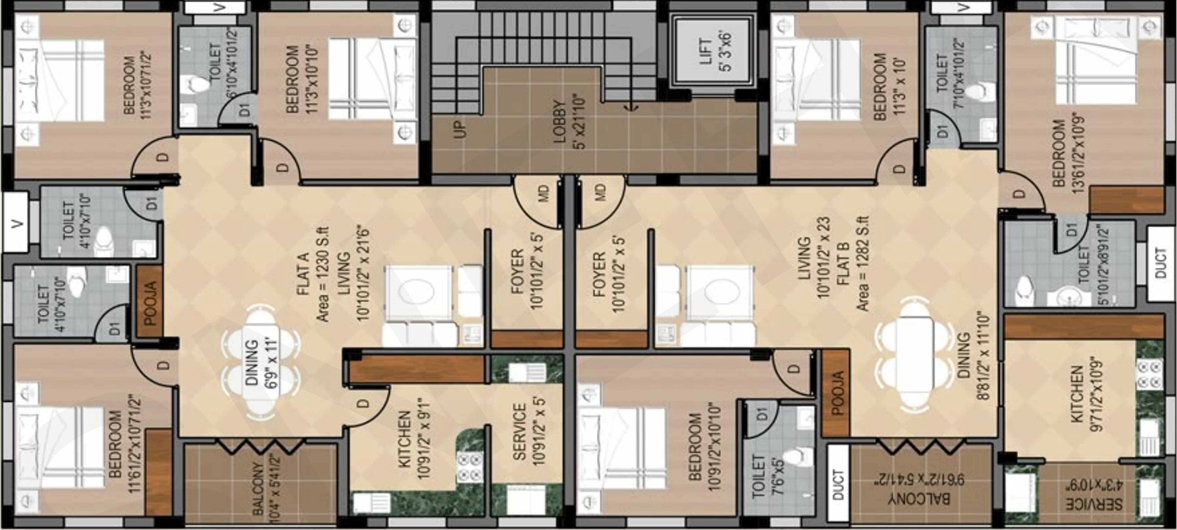 V
V
BEDROOM
11'3"x10'71/2"
TOILET
6'10"x4'101/2"
D1
BEDROOM
11'3"x10'10"
D
D
UP
LOBBY
5' x21'10"
LIFT
5' 3"x6'
BEDROOM
11'3" x 10'
D
TOILET
7'10"x4'101/2"
D1
BEDROOM
13'61/2"x10'9"
D
V
TOILET
4'10"x7'10"
D1
TOILET
4'10"x7'10"
D1
POOJA
FLAT A
Area = 1230 S.ft
LIVING
10'101/2" x 21'6"
MD
FOYER
10'101/2" x 5'
MD
FOYER
10'101/2" x 5'
LIVING
10'101/2" x 23
FLAT B
Area = 1282 S.ft
D1
TOILET
5'101/2"x8'91/2"
DUCT
BEDROOM
11'61/2"x10'71/2"
D
DINING
6'9" x 11'
BALCONY
10'4" x 5'41/2"
D
KITCHEN
10'91/2" x 9'1"
SERVICE
10'91/2" x 5'
BEDROOM
10'91/2"x10'10"
D
D1
TOILET
7'6"x5'
POOJA
DUCT
DINING
8'81/2" x 11'10"
BALCONY
9'61/2"x 5'41/2"
KITCHEN
9'71/2"x10'9"
SERVICE
4'3"x10'9"